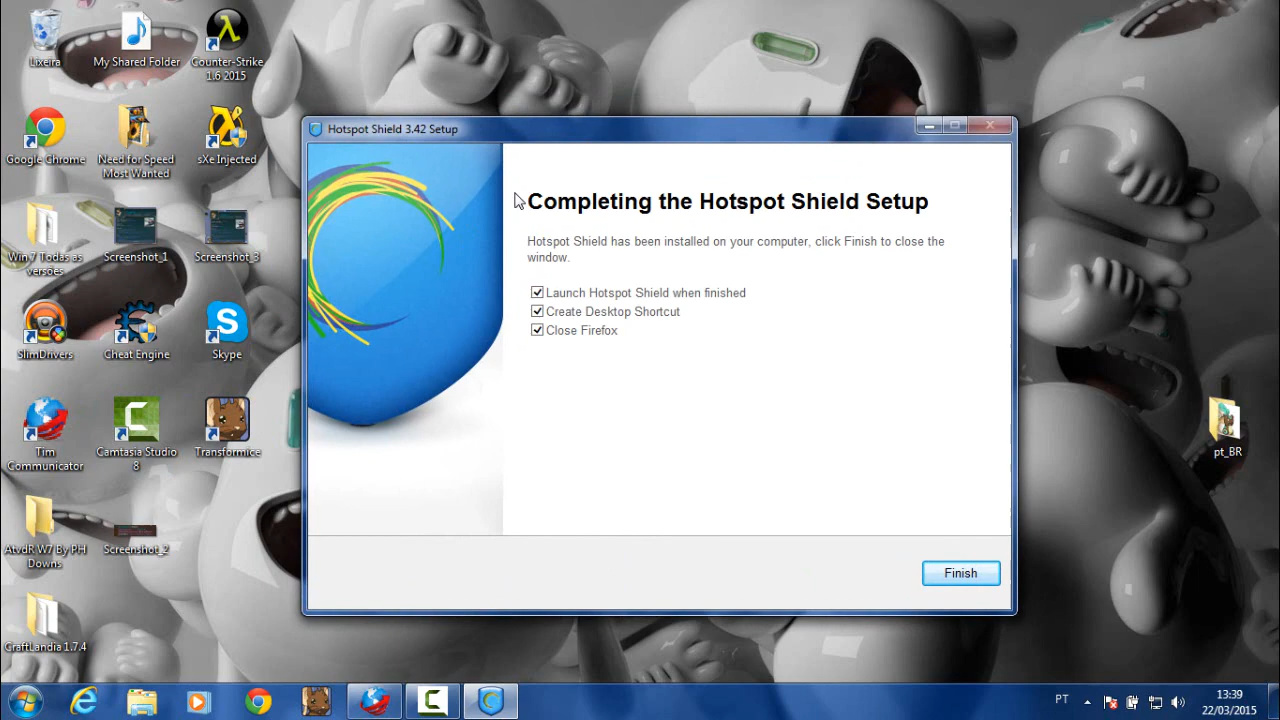 Lixeira
My Shared Folder
Counter-Strike
1.6 2015
Google Chrome
Need for Speed
Most Wanted
sXe Injected
Win 7 Todas as
versões
Screenshot_1
Screenshot_3
SlimDrivers
Cheat Engine
Skype
Tim
Communicator
Camtasia Studio
8
Transformice
AtvdR W7 By PH
Downs
Screenshot_2
CraftLandia 1.7.4
Hotspot Shield 3.42 Setup
Completing the Hotspot Shield Setup
Hotspot Shield has been installed on your computer, click Finish to close the
window.
Launch Hotspot Shield when finished
Create Desktop Shortcut
Close Firefox
Finish
pt_BR
PT
13:39
22/03/2015